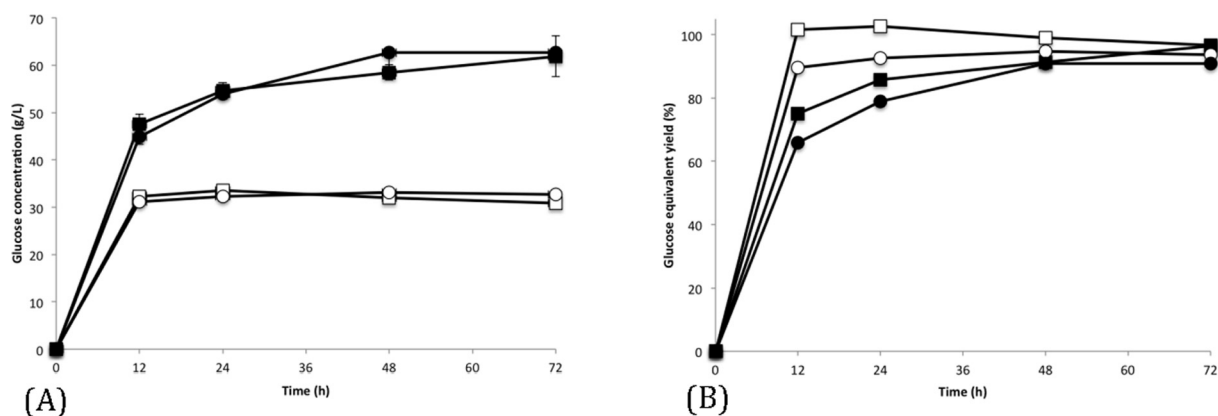 70
60
50
40
30
20
10
0
Glucose concentration (g/L)
0 12 24 36 48 60 72
Time (h)
(A)
100
80
60
40
20
0
Glucose equivalent yield (%)
0 12 24 36 48 60 72
Time (h)
(B)